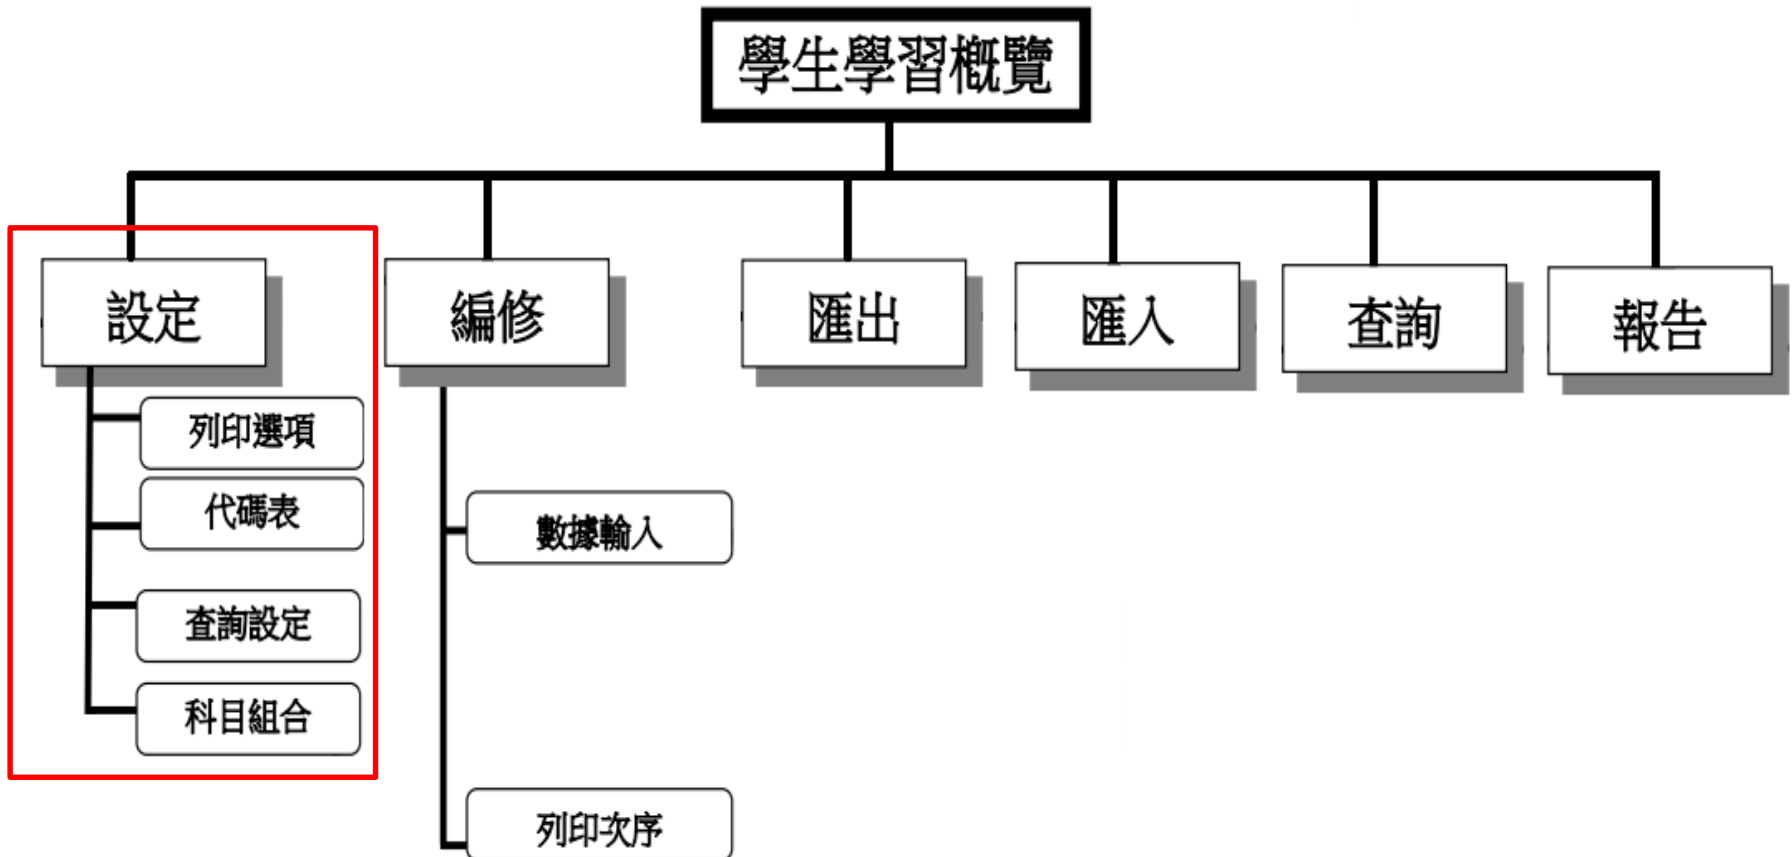 學生學習概覽
設定
編修
匯出
匯入
查詢
報告
列印選項
代碼表
查詢設定
科目組合
數據輸入
列印次序